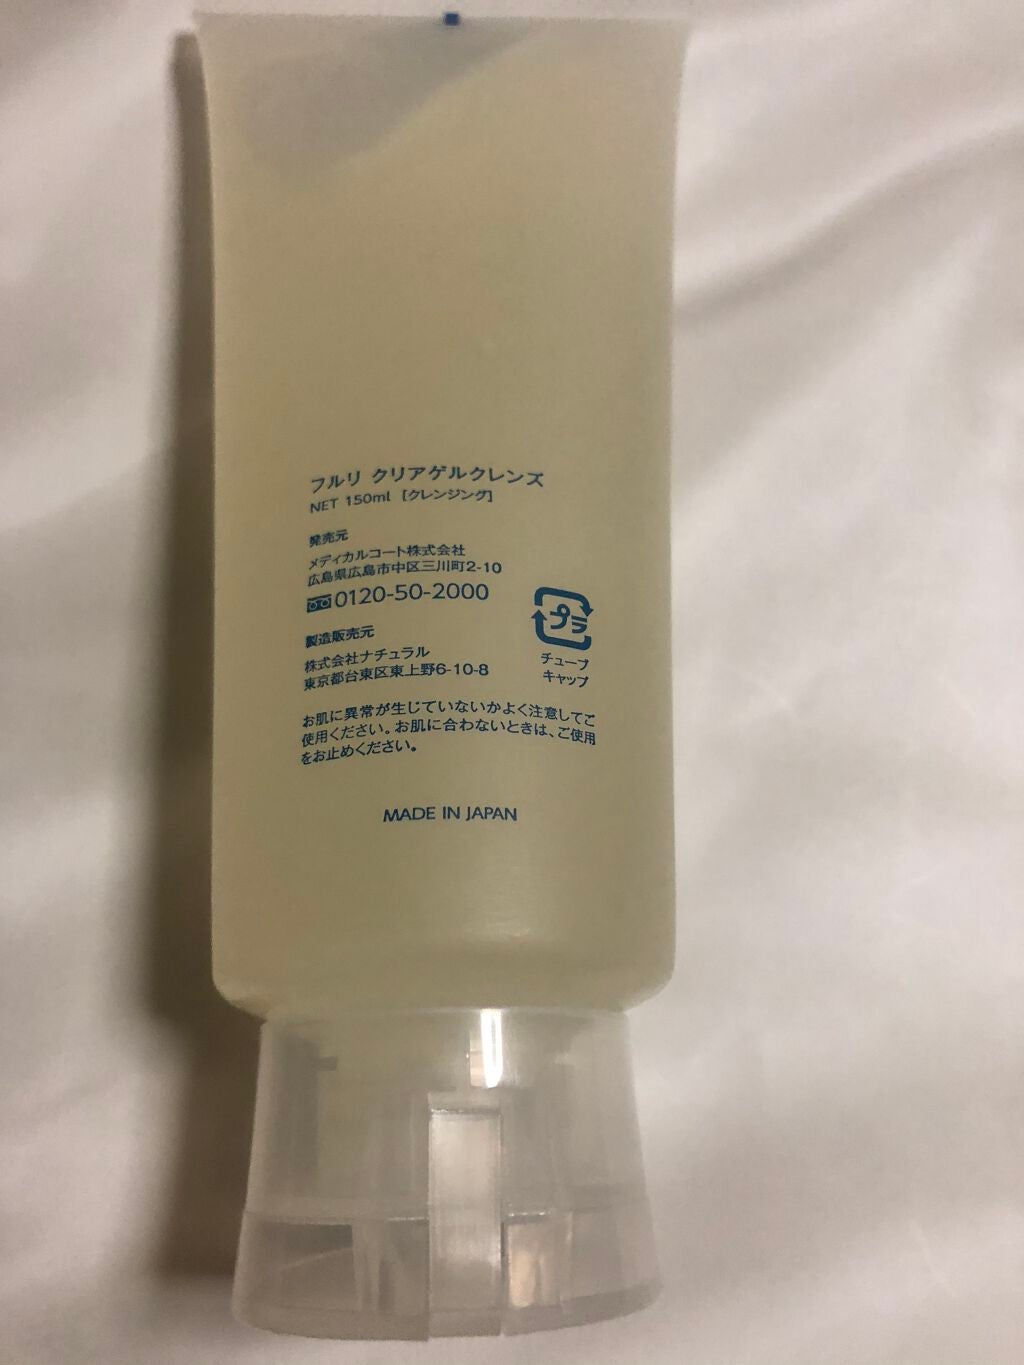 フルリ クリアゲルクレンズ
NET 150ml [クレンジング]
発売元
メディカルコート株式会社
広島県広島市中区三川町2-10
0120-50-2000
製造販売元
株式会社ナチュラル
東京都台東区東上野6-10-8
プラ
チューブ
キャップ
お肌に異常が生じていないかよく注意してご
使用ください。お肌に合わないときは、ご使用
をお止めください。
MADE IN JAPAN